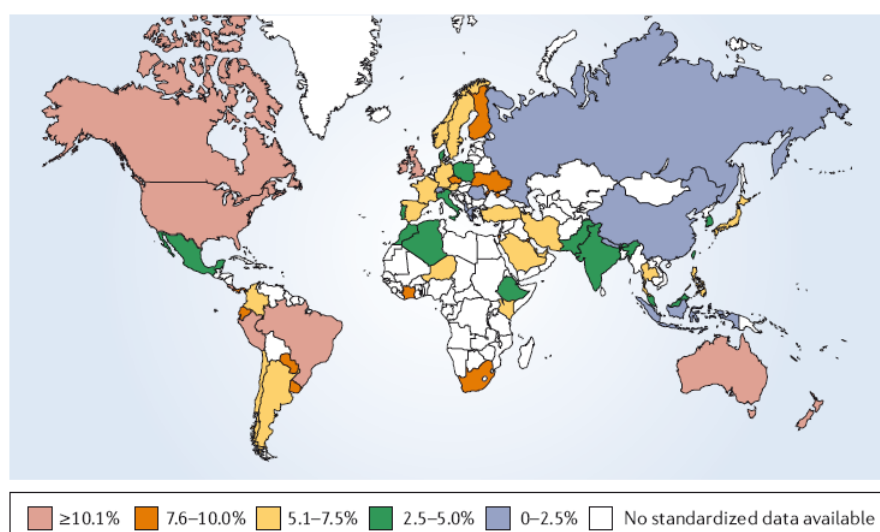 ≥10.1% 7.6–10.0% 5.1–7.5% 2.5–5.0% 0–2.5% No standardized data available